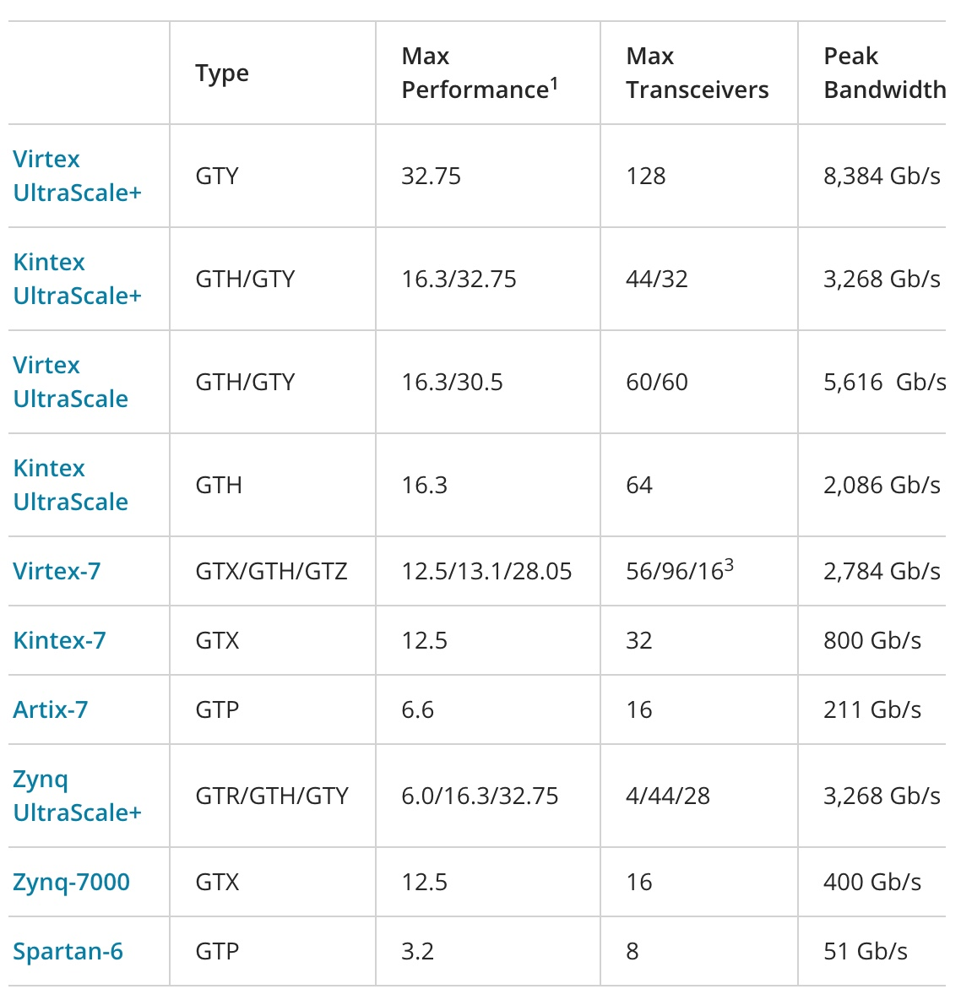 Type
Max
Performance¹
Max
Transceivers
Peak
Bandwidth
Virtex
UltraScale+
GTY
32.75
128
8,384 Gb/s
Kintex
UltraScale+
GTH/GTY
16.3/32.75
44/32
3,268 Gb/s
Virtex
UltraScale
GTH/GTY
16.3/30.5
60/60
5,616  Gb/s
Kintex
UltraScale
GTH
16.3
64
2,086 Gb/s
Virtex-7
GTX/GTH/GTZ
12.5/13.1/28.05
56/96/16³
2,784 Gb/s
Kintex-7
GTX
12.5
32
800 Gb/s
Artix-7
GTP
6.6
16
211 Gb/s
Zynq
UltraScale+
GTR/GTH/GTY
6.0/16.3/32.75
4/44/28
3,268 Gb/s
Zynq-7000
GTX
12.5
16
400 Gb/s
Spartan-6
GTP
3.2
8
51 Gb/s